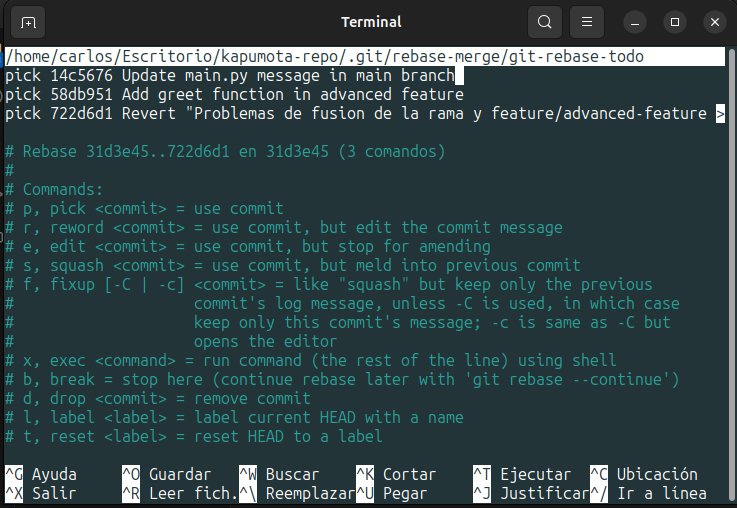 Terminal
/home/carlos/Escritorio/kapumota-repo/.git/rebase-merge/git-rebase-todo
pick 14c5676 Update main.py message in main branch
pick 58db951 Add greet function in advanced feature
pick 722d6d1 Revert "Problemas de fusion de la rama y feature/advanced-feature >
# Rebase 31d3e45..722d6d1 en 31d3e45 (3 comandos)
#
# Commands:
# p, pick <commit> = use commit
# r, reword <commit> = use commit, but edit the commit message
# e, edit <commit> = use commit, but stop for amending
# s, squash <commit> = use commit, but meld into previous commit
# f, fixup [-C | -c] <commit> = like "squash" but keep only the previous
#                    commit's log message, unless -C is used, in which case
#                    keep only this commit's message; -c is same as -C but
#                    opens the editor
# x, exec <command> = run command (the rest of the line) using shell
# b, break = stop here (continue rebase later with 'git rebase --continue')
# d, drop <commit> = remove commit
# l, label <label> = label current HEAD with a name
# t, reset <label> = reset HEAD to a label
^G Ayuda ^O Guardar ^W Buscar ^K Cortar ^T Ejecutar ^C Ubicación
^X Salir ^R Leer fich. ^\ Reemplazar ^U Pegar ^J Justificar ^/ Ir a línea